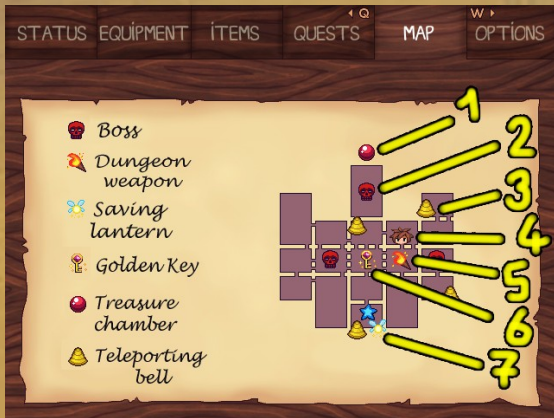 ◂ Q
W ▸
STATUS EQUIPMENT ITEMS QUESTS MAP OPTIONS
Boss
Dungeon
weapon
Saving
lantern
Golden Key
Treasure
chamber
Teleporting
bell
1
2
3
4
5
6
7